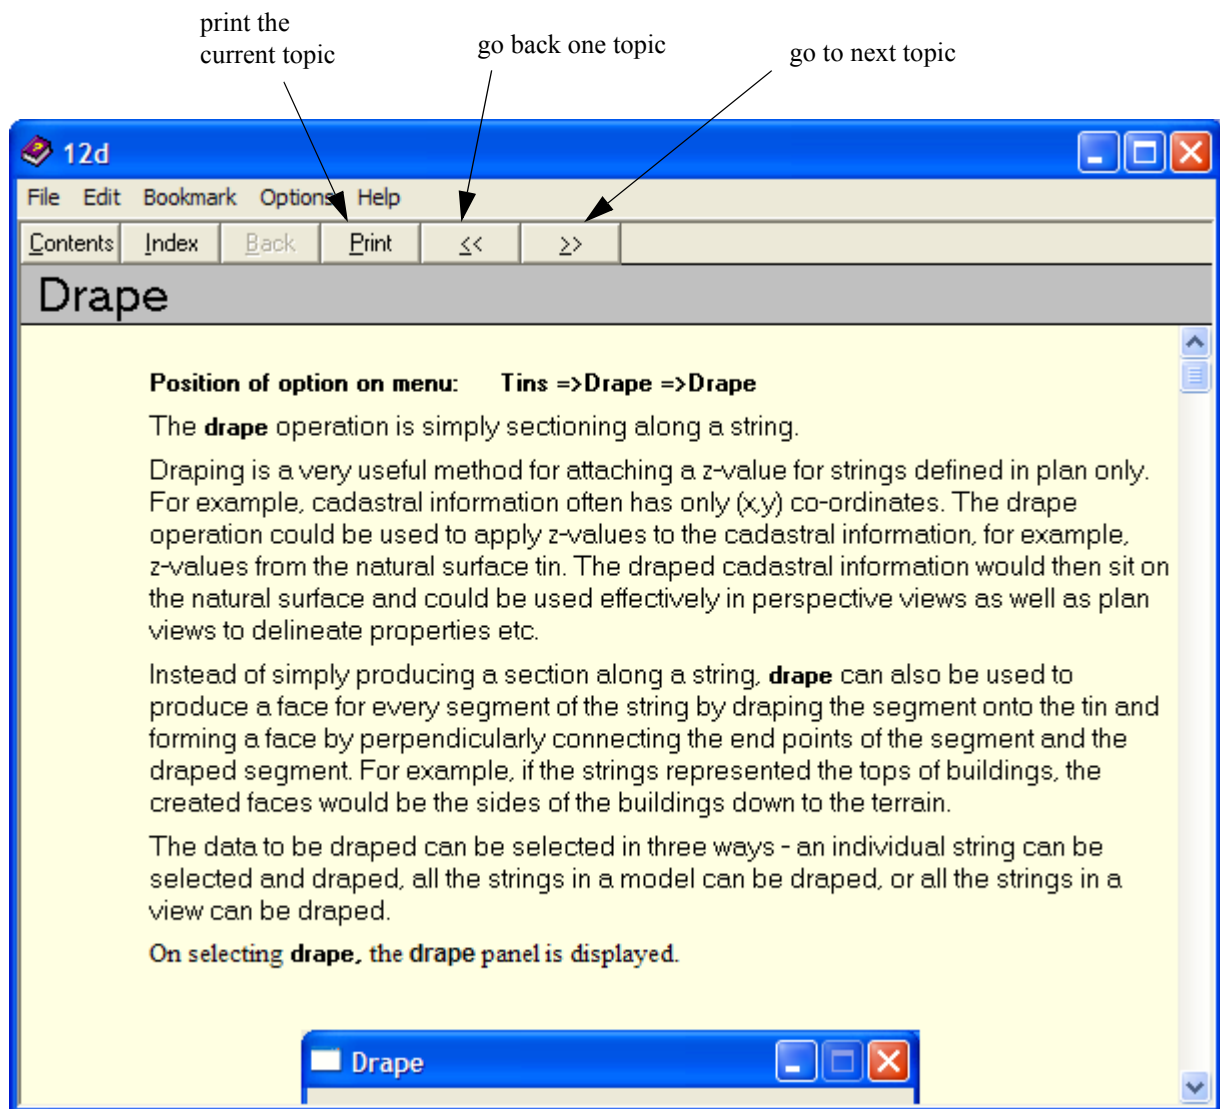 print the
current topic
go back one topic
go to next topic
12d
File Edit Bookmark Options Help
Contents Index Back Print << >>
Drape
Position of option on menu: Tins =>Drape =>Drape
The drape operation is simply sectioning along a string.
Draping is a very useful method for attaching a z-value for strings defined in plan only.
For example, cadastral information often has only (x,y) co-ordinates. The drape
operation could be used to apply z-values to the cadastral information, for example,
z-values from the natural surface tin. The draped cadastral information would then sit on
the natural surface and could be used effectively in perspective views as well as plan
views to delineate properties etc.
Instead of simply producing a section along a string, drape can also be used to
produce a face for every segment of the string by draping the segment onto the tin and
forming a face by perpendicularly connecting the end points of the segment and the
draped segment. For example, if the strings represented the tops of buildings, the
created faces would be the sides of the buildings down to the terrain.
The data to be draped can be selected in three ways - an individual string can be
selected and draped, all the strings in a model can be draped, or all the strings in a
view can be draped.
On selecting drape, the drape panel is displayed.
Drape